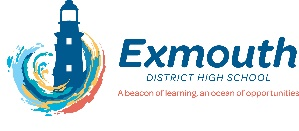 Exmouth
DISTRICT HIGH SCHOOL
A beacon of learning, an ocean of opportunities